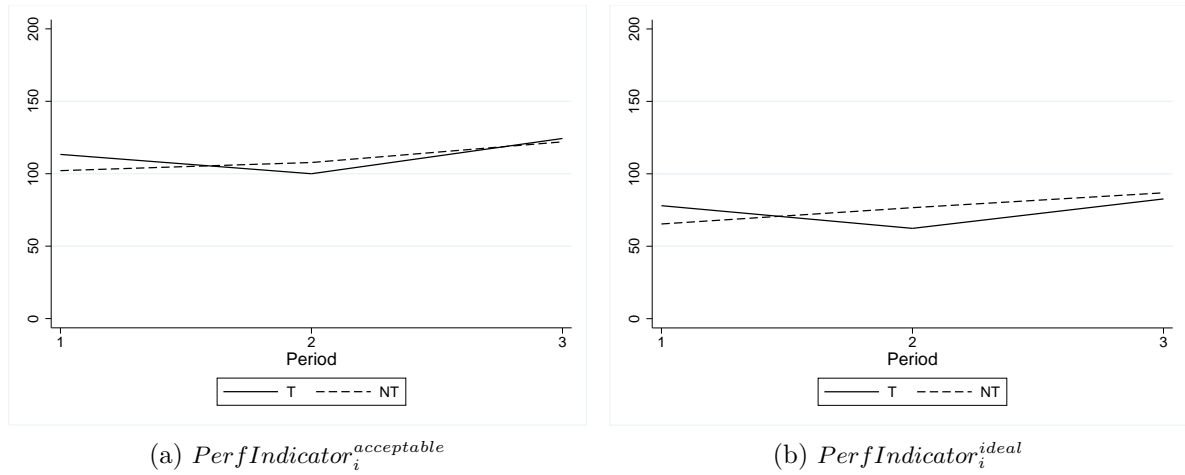 200
150
100
50
0
1 2 3
Period
T NT
(a) PerfIndicator_i^{acceptable}
200
150
100
50
0
1 2 3
Period
T NT
(b) PerfIndicator_i^{ideal}